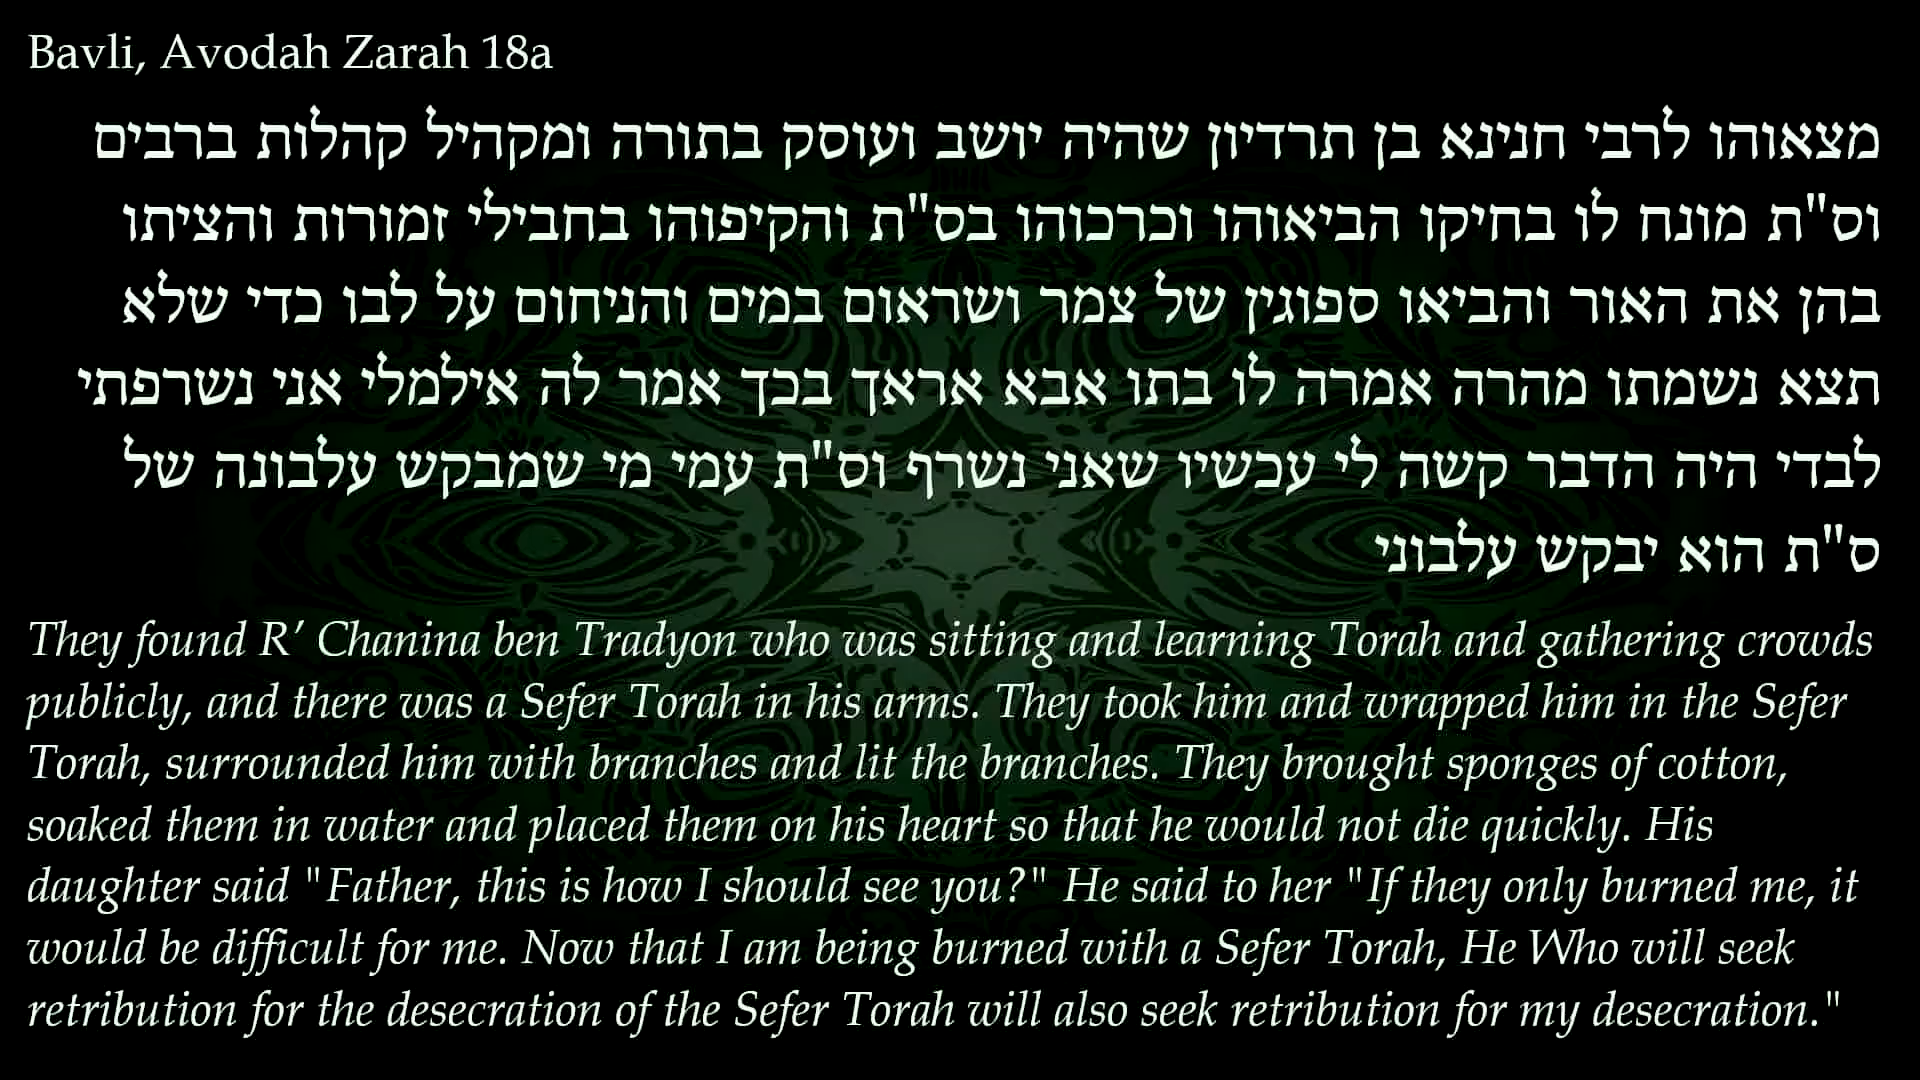 Bavli, Avodah Zarah 18a
מצאוהו לרבי חנינא בן תרדיון שהיה יושב ועוסק בתורה ומקהיל קהלות ברבים
וס"ת מונח לו בחיקו הביאוהו וכרכוהו בס"ת והקיפוהו בחבילי זמורות והציתו
בהן את האור והביאו ספוגין של צמר ושראום במים והניחום על לבו כדי שלא
תצא נשמתו מהרה אמרה לו בתו אבא אראך בכך אמר לה אילמלי אני נשרפתי
לבדי היה הדבר קשה לי עכשיו שאני נשרף וס"ת עמי מי שמבקש עלבונה של
ס"ת הוא יבקש עלבוני
They found R’ Chanina ben Tradyon who was sitting and learning Torah and gathering crowds
publicly, and there was a Sefer Torah in his arms. They took him and wrapped him in the Sefer
Torah, surrounded him with branches and lit the branches. They brought sponges of cotton,
soaked them in water and placed them on his heart so that he would not die quickly. His
daughter said "Father, this is how I should see you?" He said to her "If they only burned me, it
would be difficult for me. Now that I am being burned with a Sefer Torah, He Who will seek
retribution for the desecration of the Sefer Torah will also seek retribution for my desecration."